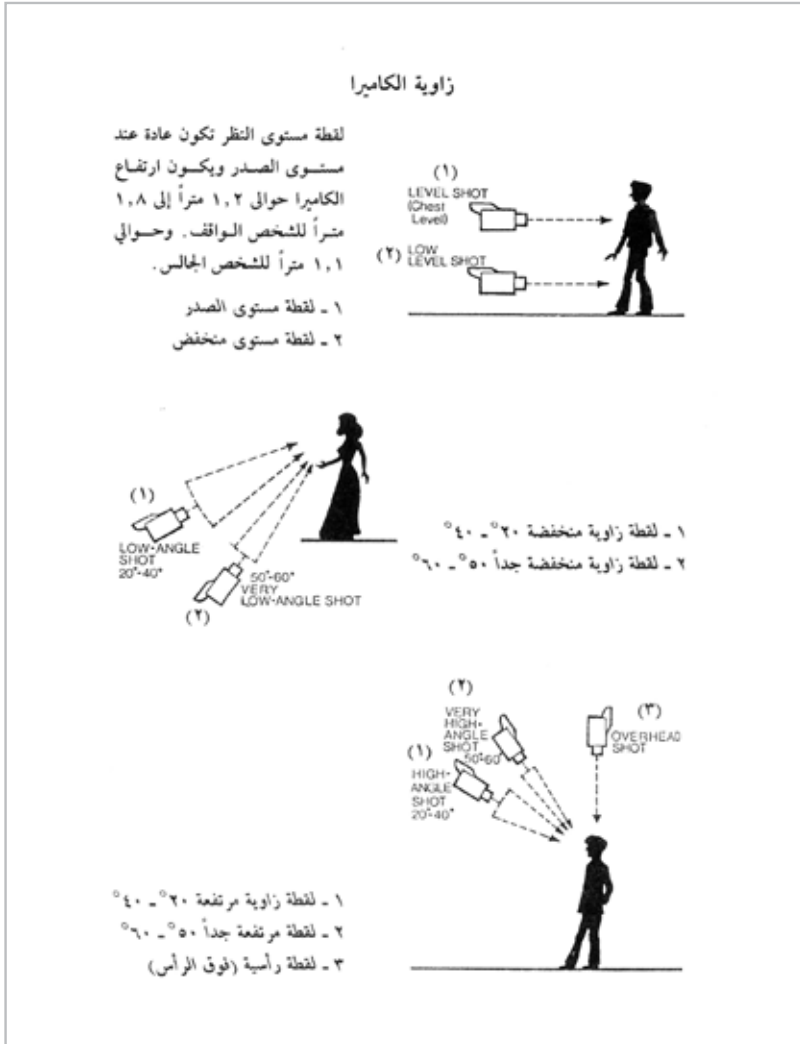 زاوية الكاميرا
لقطة مستوى النظر تكون عادة عند
مستوى الصدر ويكون ارتفاع
الكاميرا حوالى ١,٢ متراً إلى ١,٨
متراً للشخص الواقف. وحوالي
١,١ متراً للشخص الجالس.
١ ـ لقطة مستوى الصدر
٢ ـ لقطة مستوى منخفض
(١)
LEVEL SHOT
(Chest
Level)
(٢) LOW
LEVEL SHOT
(١)
LOW-ANGLE
SHOT
20°-40°
50°-60°
VERY
LOW-ANGLE SHOT
(٢)
١ ـ لقطة زاوية منخفضة ٢٠° ـ ٤٠°
٢ ـ لقطة زاوية منخفضة جداً ٥٠° ـ ٦٠°
(٢)
VERY
HIGH-
ANGLE
SHOT
50°-60°
(١)
HIGH-
ANGLE
SHOT
20°-40°
(٣)
OVERHEAD
SHOT
١ ـ لقطة زاوية مرتفعة ٢٠° ـ ٤٠°
٢ ـ لقطة مرتفعة جداً ٥٠° ـ ٦٠°
٣ ـ لقطة رأسية (فوق الرأس)